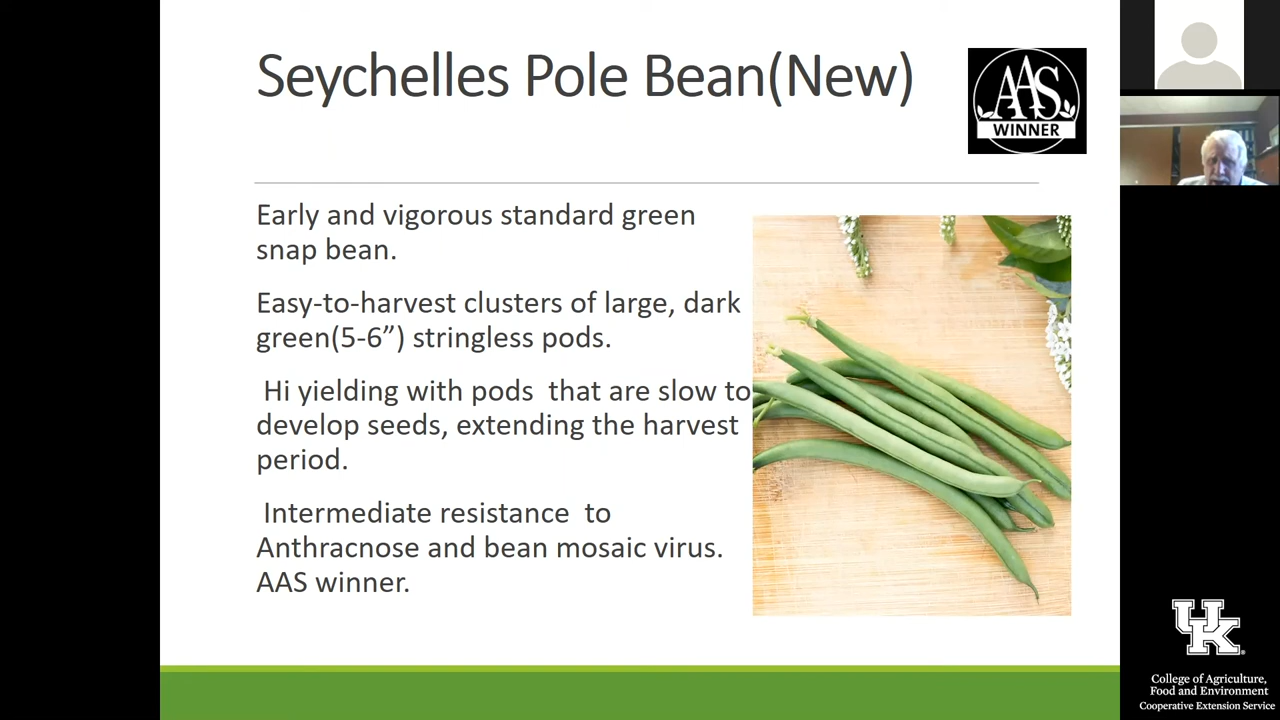 Seychelles Pole Bean(New)
AAS
WINNER
Early and vigorous standard green
snap bean.
Easy-to-harvest clusters of large, dark
green(5-6”) stringless pods.
Hi yielding with pods  that are slow to
develop seeds, extending the harvest
period.
Intermediate resistance  to
Anthracnose and bean mosaic virus.
AAS winner.
UK
College of Agriculture,
Food and Environment
Cooperative Extension Service